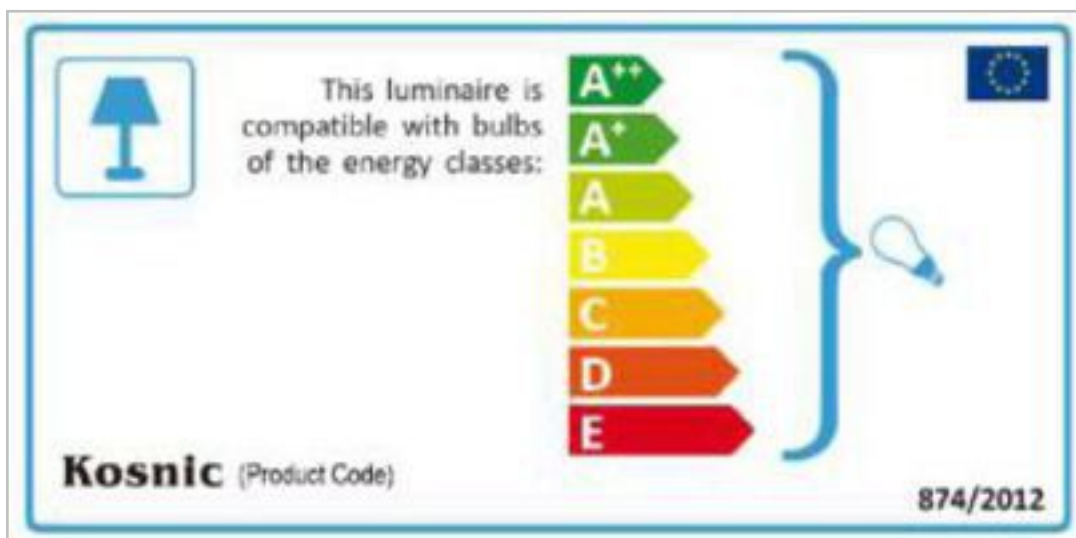 This luminaire is
compatible with bulbs
of the energy classes:
A++
A+
A
B
C
D
E
Kosnic (Product Code)
874/2012